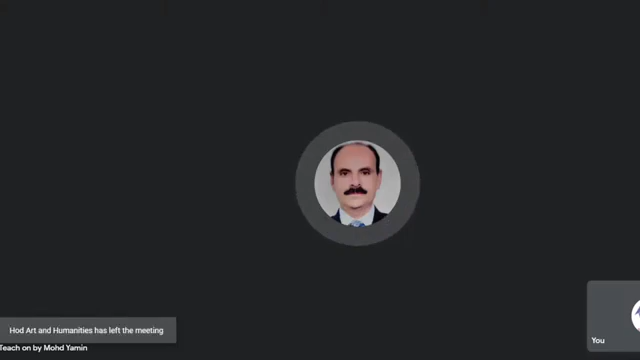 Hod Art and Humanities has left the meeting
Teach on by Mohd Yamin
You